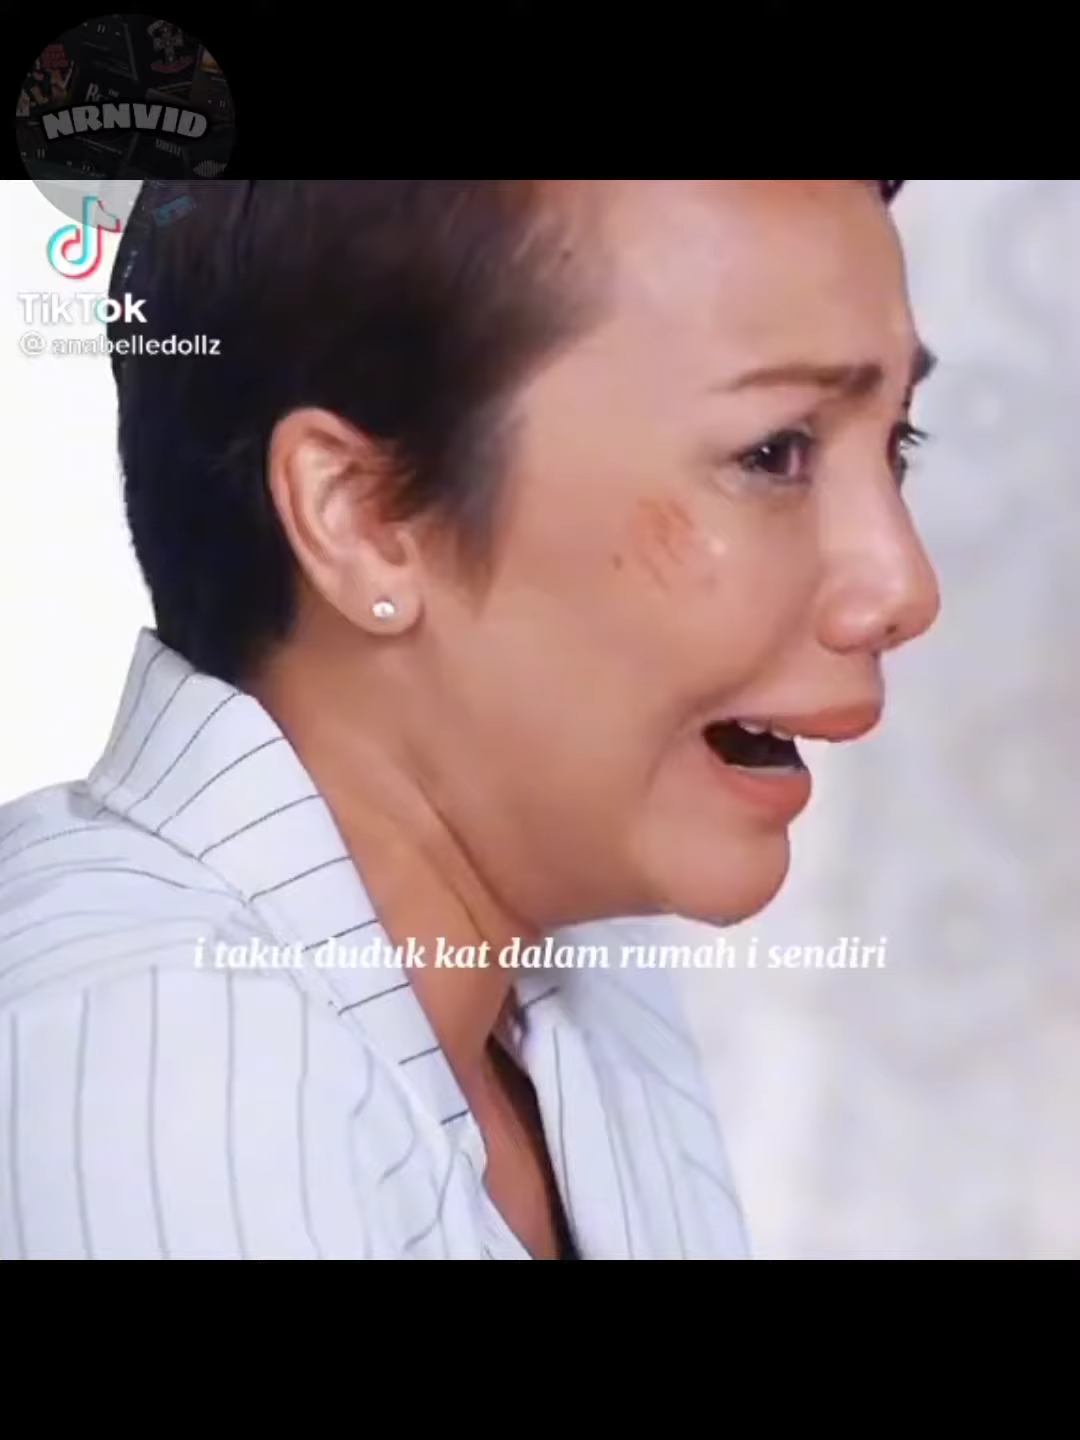 NRNVID
TikTok
@anabelledollz
i takut duduk kat dalam rumah i sendiri